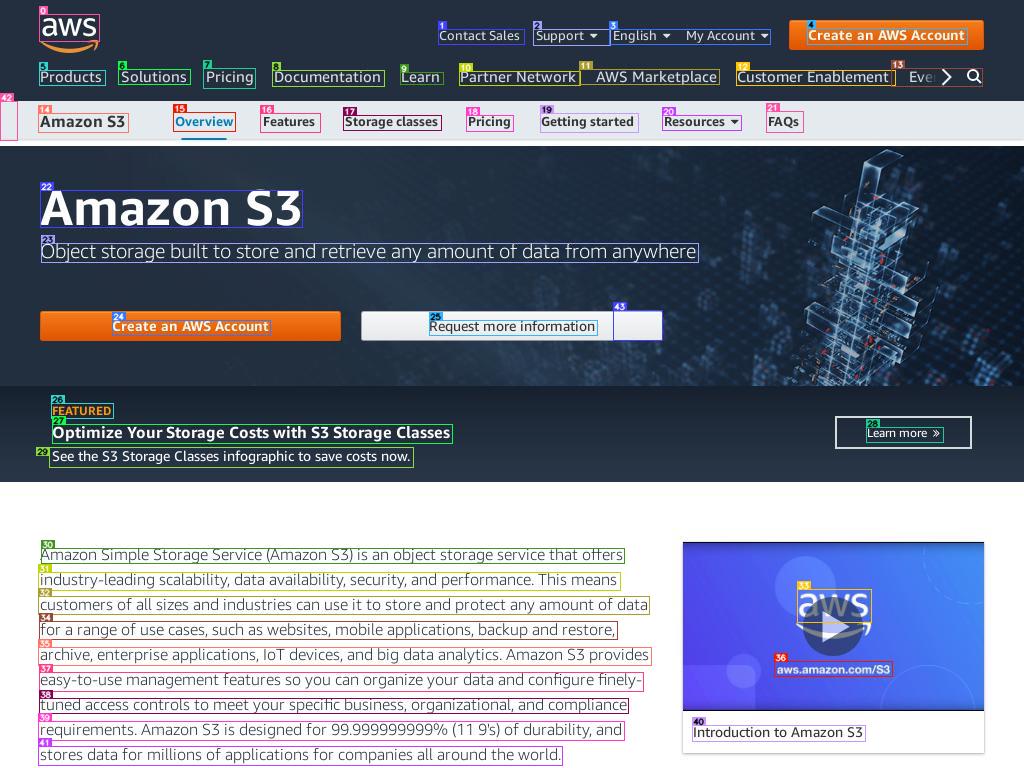 aws
Contact Sales Support English My Account Create an AWS Account
Products Solutions Pricing Documentation Learn Partner Network AWS Marketplace Customer Enablement
Amazon S3 Overview Features Storage classes Pricing Getting started Resources FAQs
Amazon S3
Object storage built to store and retrieve any amount of data from anywhere
Create an AWS Account Request more information
FEATURED
Optimize Your Storage Costs with S3 Storage Classes
See the S3 Storage Classes infographic to save costs now.
Learn more »
Amazon Simple Storage Service (Amazon S3) is an object storage service that offers
industry-leading scalability, data availability, security, and performance. This means
customers of all sizes and industries can use it to store and protect any amount of data
for a range of use cases, such as websites, mobile applications, backup and restore,
archive, enterprise applications, IoT devices, and big data analytics. Amazon S3 provides
easy-to-use management features so you can organize your data and configure finely-
tuned access controls to meet your specific business, organizational, and compliance
requirements. Amazon S3 is designed for 99.999999999% (11 9's) of durability, and
stores data for millions of applications for companies all around the world.
aws
aws.amazon.com/S3
Introduction to Amazon S3